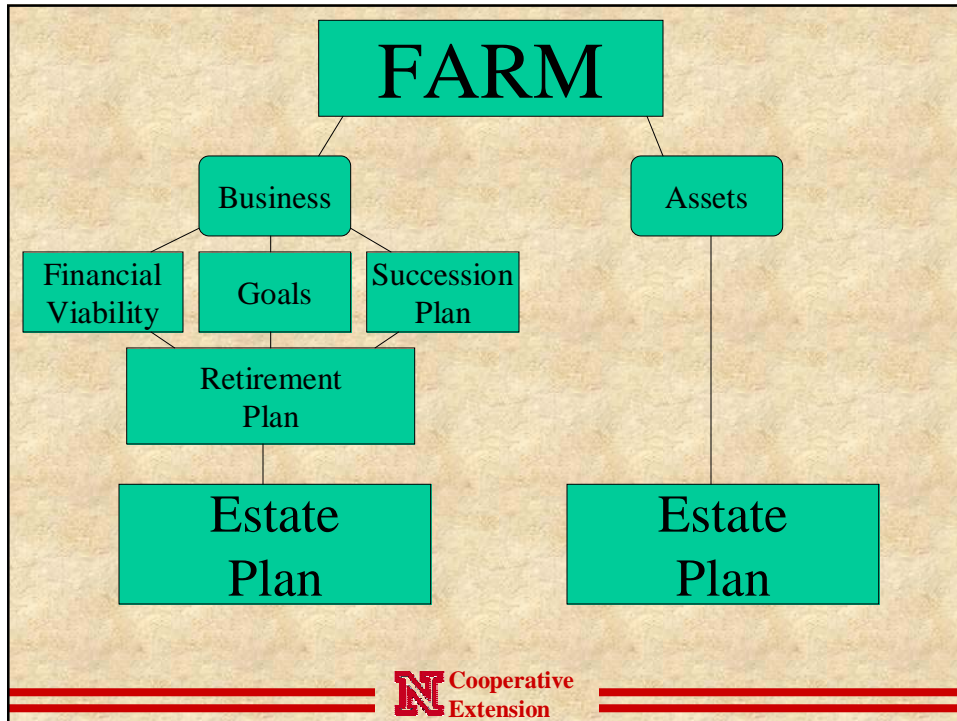 FARM
Business
Assets
Financial
Viability
Goals
Succession
Plan
Retirement
Plan
Estate
Plan
Estate
Plan
N
Cooperative
Extension